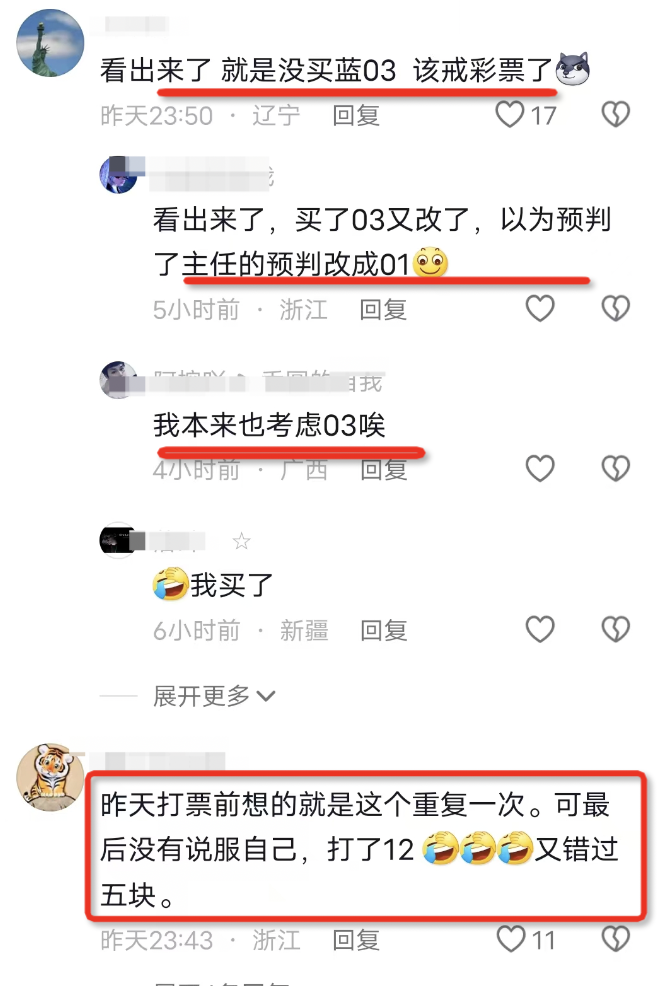 看出来了 就是没买蓝03 该戒彩票了
昨天23:50 · 辽宁 回复 17
看出来了，买了03又改了，以为预判
了主任的预判改成01
5小时前 · 浙江 回复
我本来也考虑03唉
4小时前 · 广西 回复
我买了
6小时前 · 新疆 回复
展开更多
昨天打票前想的就是这个重复一次。可最
后没有说服自己，打了12 又错过
五块。
昨天23:43 · 浙江 回复 11